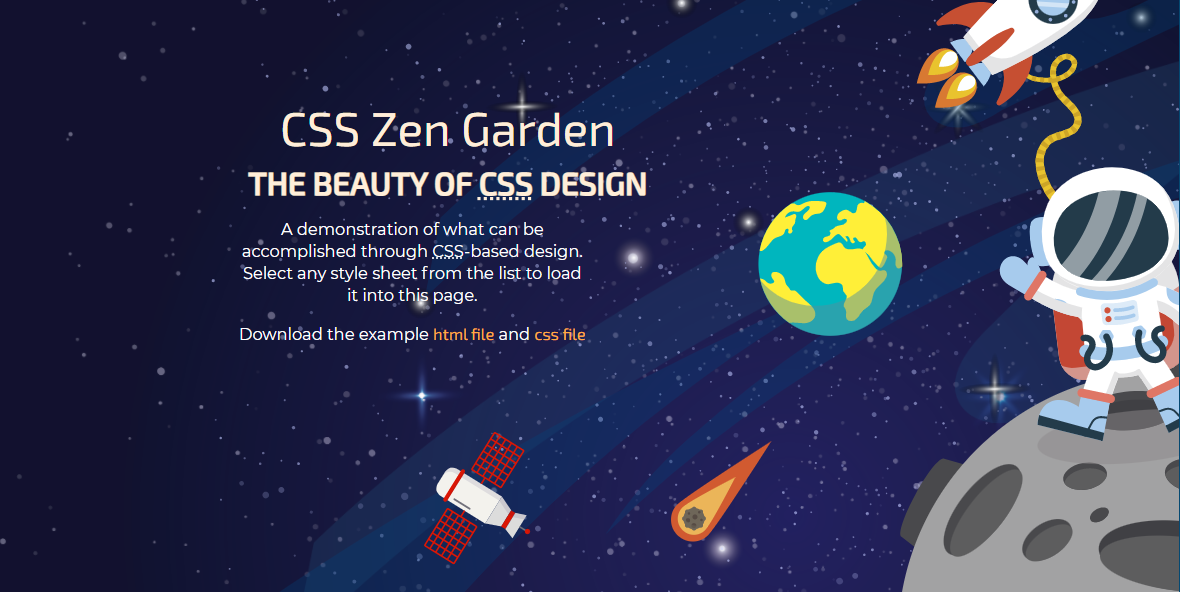 CSS Zen Garden
THE BEAUTY OF CSS DESIGN
A demonstration of what can be
accomplished through CSS-based design.
Select any style sheet from the list to load
it into this page.
Download the example html file and css file